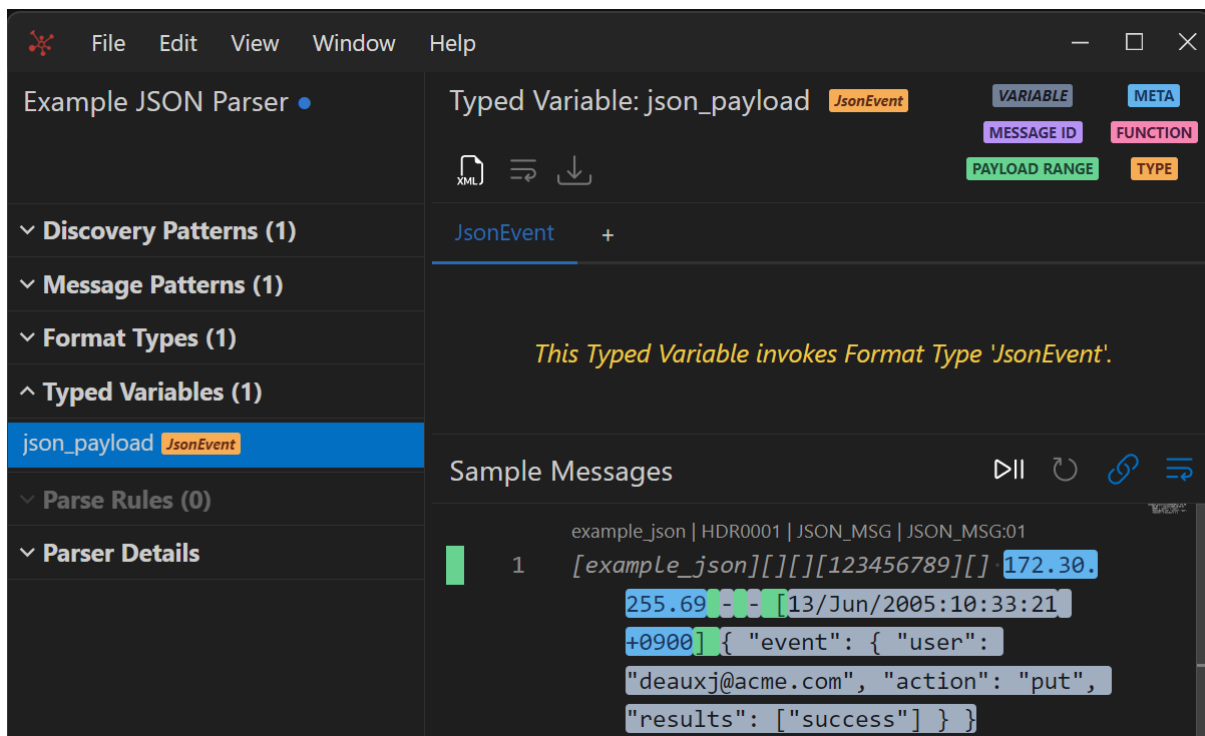 File Edit View Window Help
Example JSON Parser
Discovery Patterns (1)
Message Patterns (1)
Format Types (1)
Typed Variables (1)
json_payload JsonEvent
Parse Rules (0)
Parser Details
Typed Variable: json_payload JsonEvent
VARIABLE META
MESSAGE ID FUNCTION
PAYLOAD RANGE TYPE
XML
JsonEvent +
This Typed Variable invokes Format Type 'JsonEvent'.
Sample Messages
example_json | HDR0001 | JSON_MSG | JSON_MSG:01
1 [example_json][][][123456789][] 172.30.
255.69 - - [13/Jun/2005:10:33:21
+0900] { "event": { "user":
"deauxj@acme.com", "action": "put",
"results": ["success"] } }